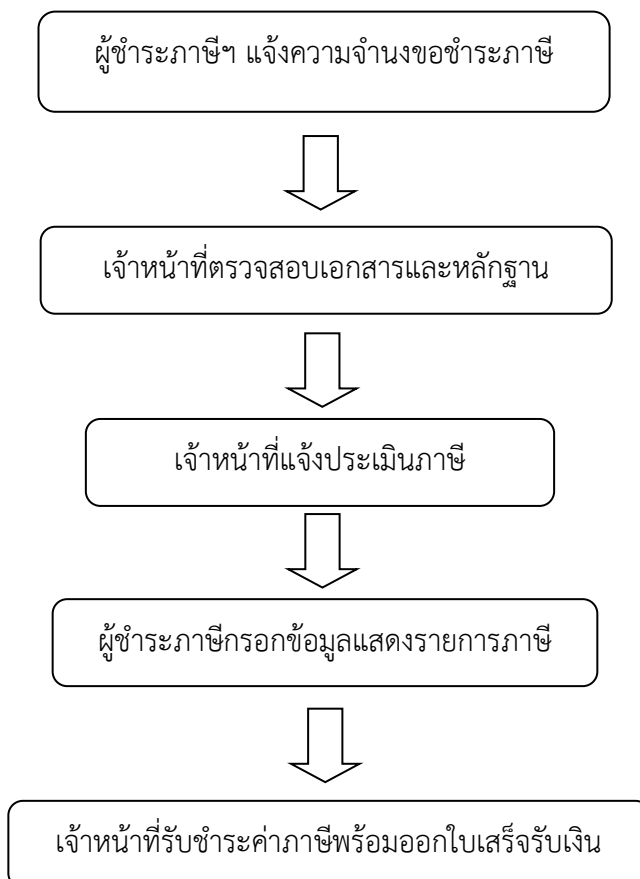 ผู้ชำระภาษีฯ แจ้งความจำนงขอชำระภาษี
เจ้าหน้าที่ตรวจสอบเอกสารและหลักฐาน
เจ้าหน้าที่แจ้งประเมินภาษี
ผู้ชำระภาษีกรอกข้อมูลแสดงรายการภาษี
เจ้าหน้าที่รับชำระค่าภาษีพร้อมออกใบเสร็จรับเงิน